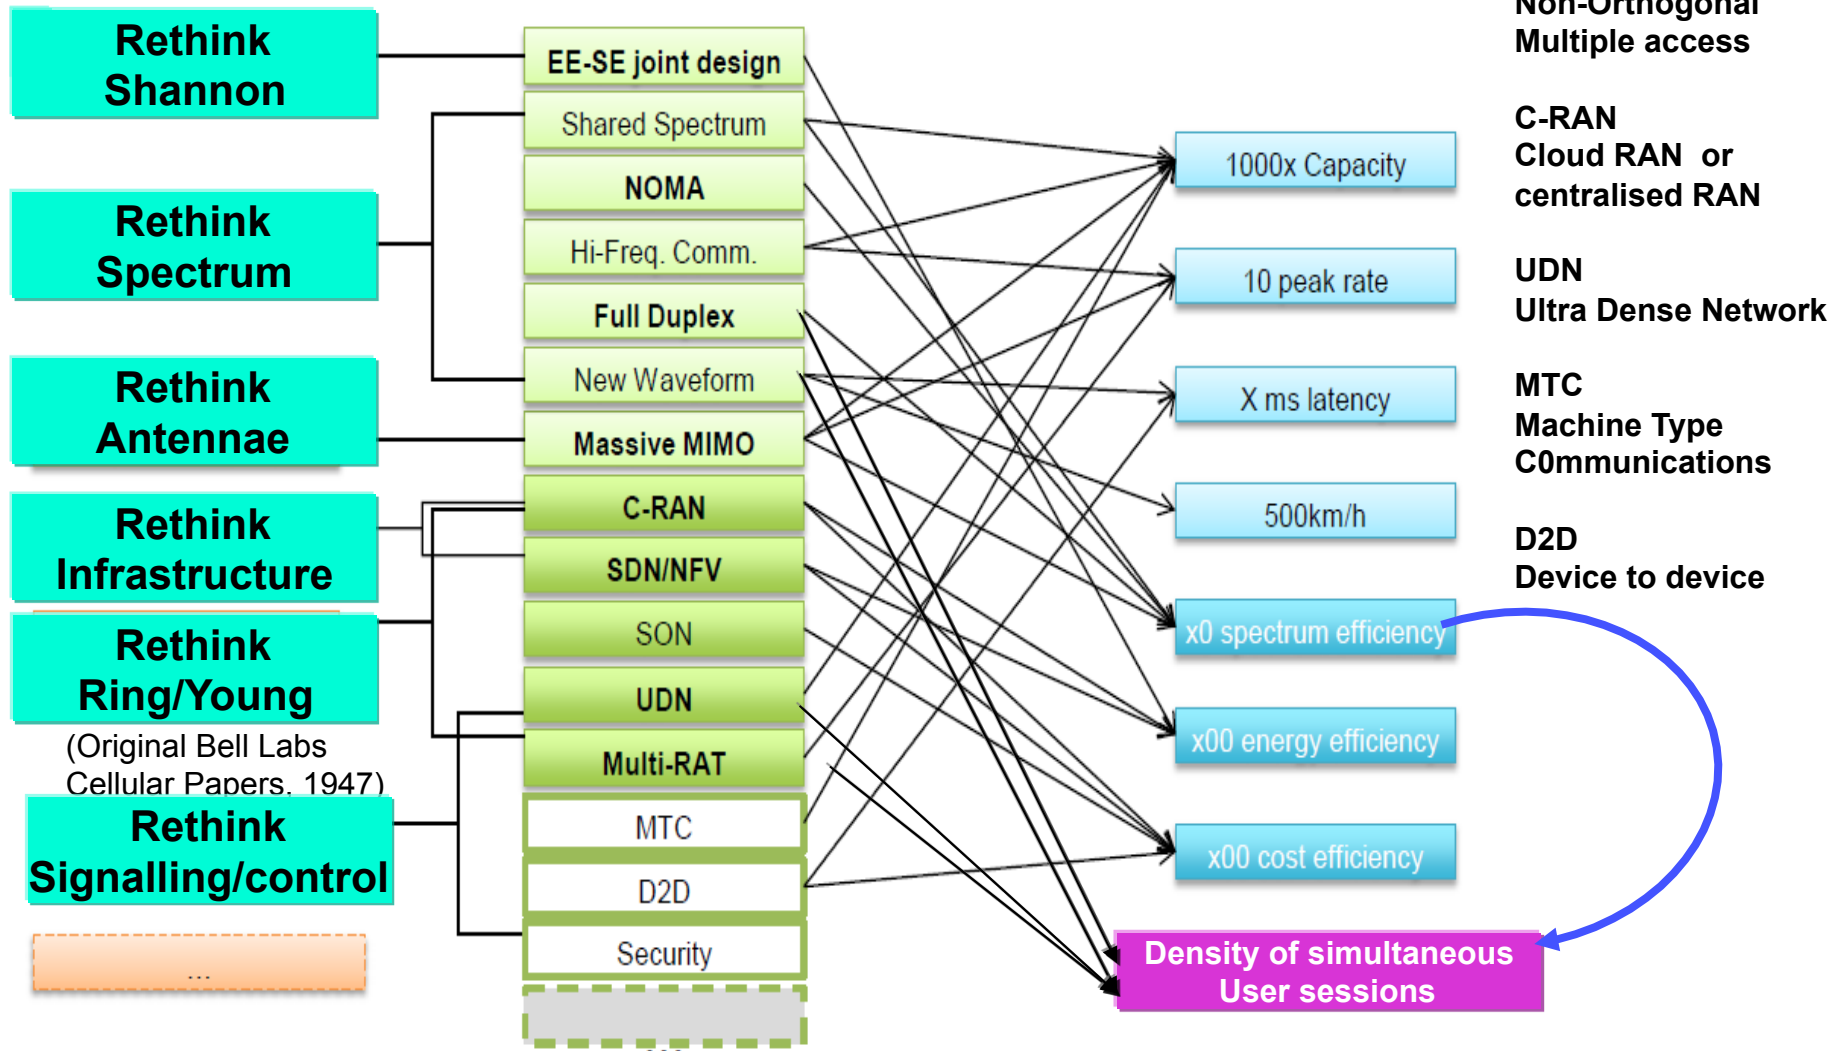 Rethink
Shannon
Rethink
Spectrum
Rethink
Antennae
Rethink
Infrastructure
Rethink
Ring/Young
(Original Bell Labs
Cellular Papers, 1947)
Rethink
Signalling/control
...
EE-SE joint design
Shared Spectrum
NOMA
Hi-Freq. Comm.
Full Duplex
New Waveform
Massive MIMO
C-RAN
SDN/NFV
SON
UDN
Multi-RAT
MTC
D2D
Security
...
1000x Capacity
10 peak rate
X ms latency
500km/h
x0 spectrum efficiency
x00 energy efficiency
x00 cost efficiency
Density of simultaneous
User sessions
Non-Orthogonal
Multiple access
C-RAN
Cloud RAN or
centralised RAN
UDN
Ultra Dense Network
MTC
Machine Type
C0mmunications
D2D
Device to device